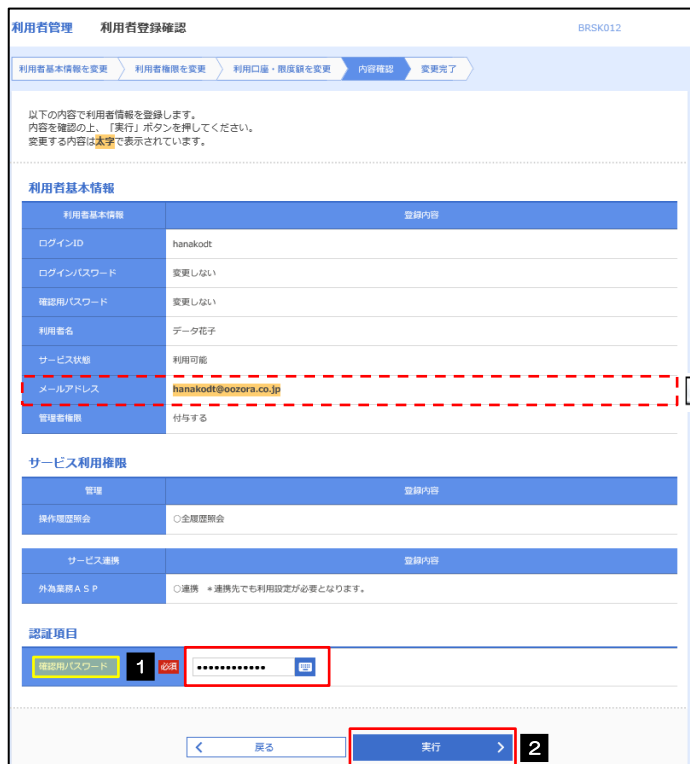 利用者管理 利用者登録確認 BRSK012
利用者基本情報を変更 利用者権限を変更 利用口座・限度額を変更 内容確認 変更完了
以下の内容で利用者情報を登録します。
内容を確認の上、「実行」ボタンを押してください。
変更する内容は太字で表示されています。
利用者基本情報
利用者基本情報 登録内容
ログインID hanakodt
ログインパスワード 変更しない
確認用パスワード 変更しない
利用者名 データ花子
サービス状態 利用可能
メールアドレス hanakodt@oozora.co.jp
管理者権限 付与する
サービス利用権限
管理 登録内容
操作履歴照会 ○全履歴照会
サービス連携 登録内容
外為業務ASP ○連携 *連携先でも利用設定が必要となります。
認証項目
確認用パスワード 1 必須 ●●●●●●●●●●●●
戻る 実行 2